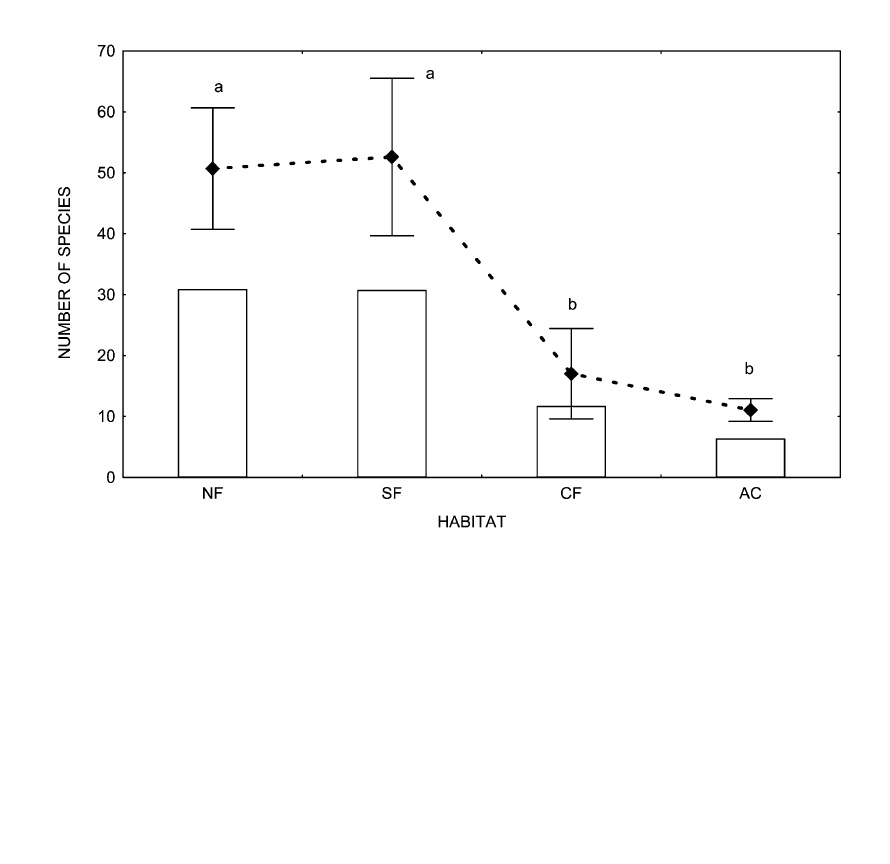 70
60
50
40
30
20
10
0
NUMBER OF SPECIES
a
a
b
b
NF SF CF AC
HABITAT